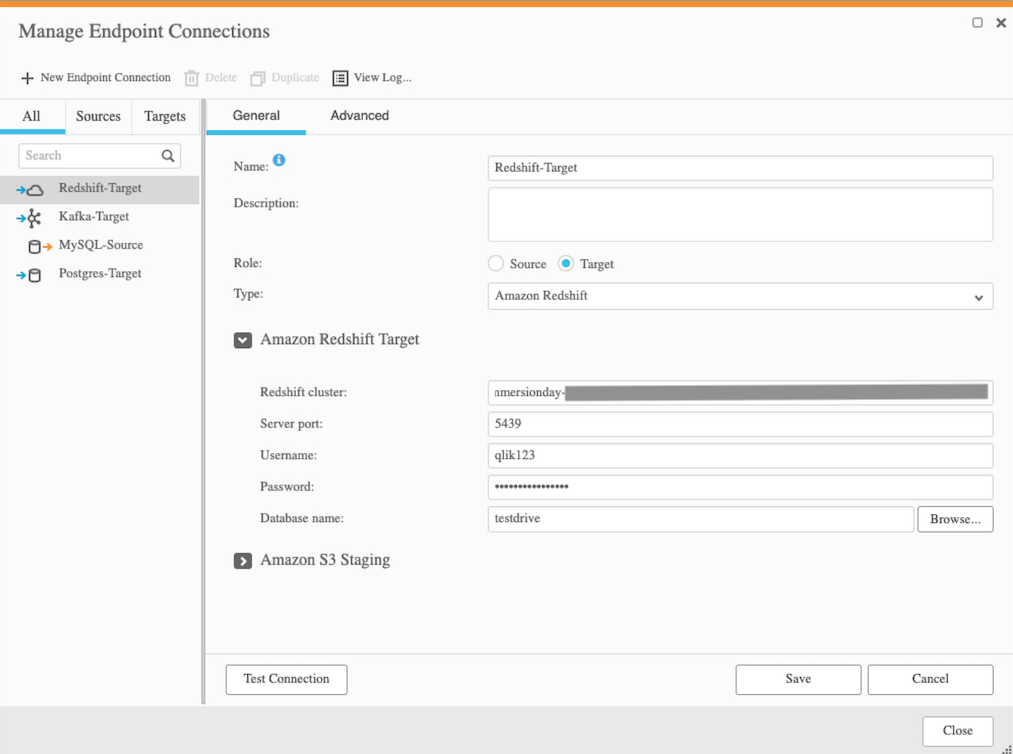 Manage Endpoint Connections
New Endpoint Connection Delete Duplicate View Log...
All Sources Targets
General Advanced
Search
Redshift-Target
Kafka-Target
MySQL-Source
Postgres-Target
Name: Redshift-Target
Description:
Role: Source Target
Type: Amazon Redshift
Amazon Redshift Target
Redshift cluster: mersionday-
Server port: 5439
Username: qlik123
Password: ••••••••••••••••
Database name: testdrive Browse...
Amazon S3 Staging
Test Connection Save Cancel
Close